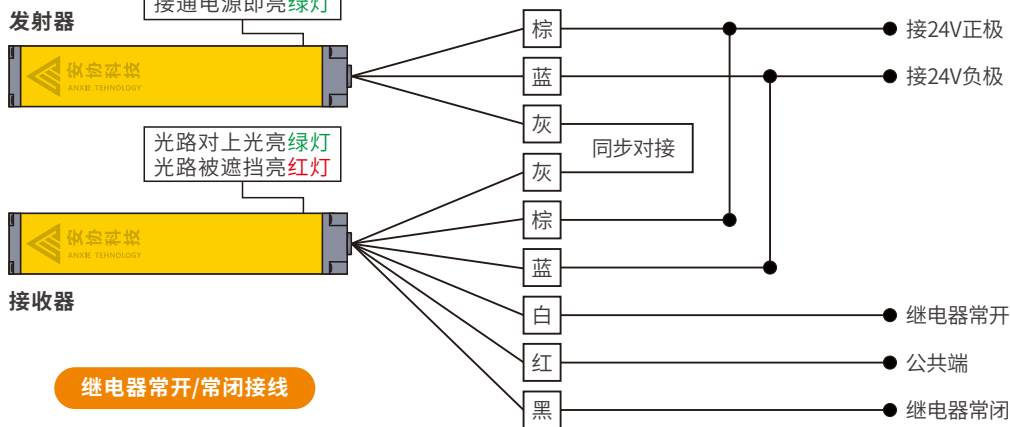 接通电源即亮绿灯
发射器
安协科技
ANXIE TEHNOLOGY
光路对上光亮绿灯
光路被遮挡亮红灯
安协科技
ANXIE TEHNOLOGY
接收器
继电器常开/常闭接线
棕
接24V正极
蓝
接24V负极
灰
同步对接
灰
棕
蓝
白
继电器常开
红
公共端
黑
继电器常闭